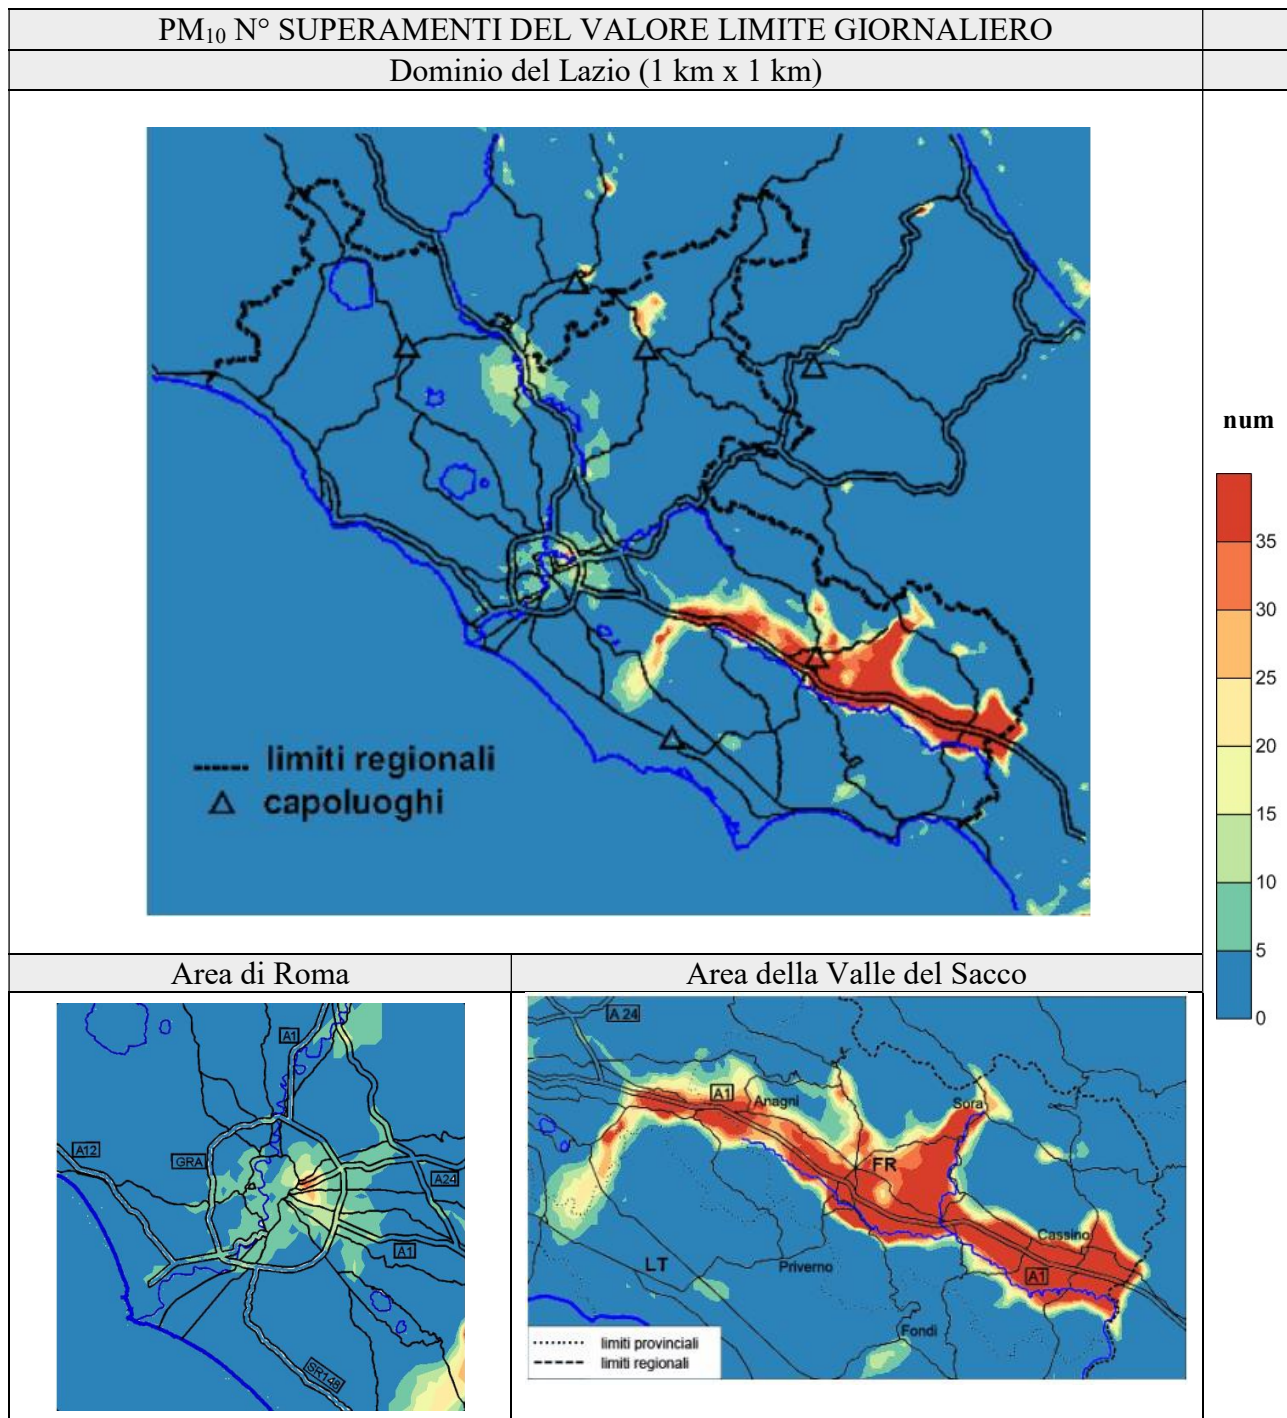 PM₁₀ N° SUPERAMENTI DEL VALORE LIMITE GIORNALIERO
Dominio del Lazio (1 km x 1 km)
limiti regionali
capoluoghi
num
35
30
25
20
15
10
5
0
Area di Roma
Area della Valle del Sacco
A1
A12
GRA
A24
A1
SR148
A 24
A1
Anagni
Sora
FR
Cassino
LT
Priverno
A1
Fondi
limiti provinciali
limiti regionali